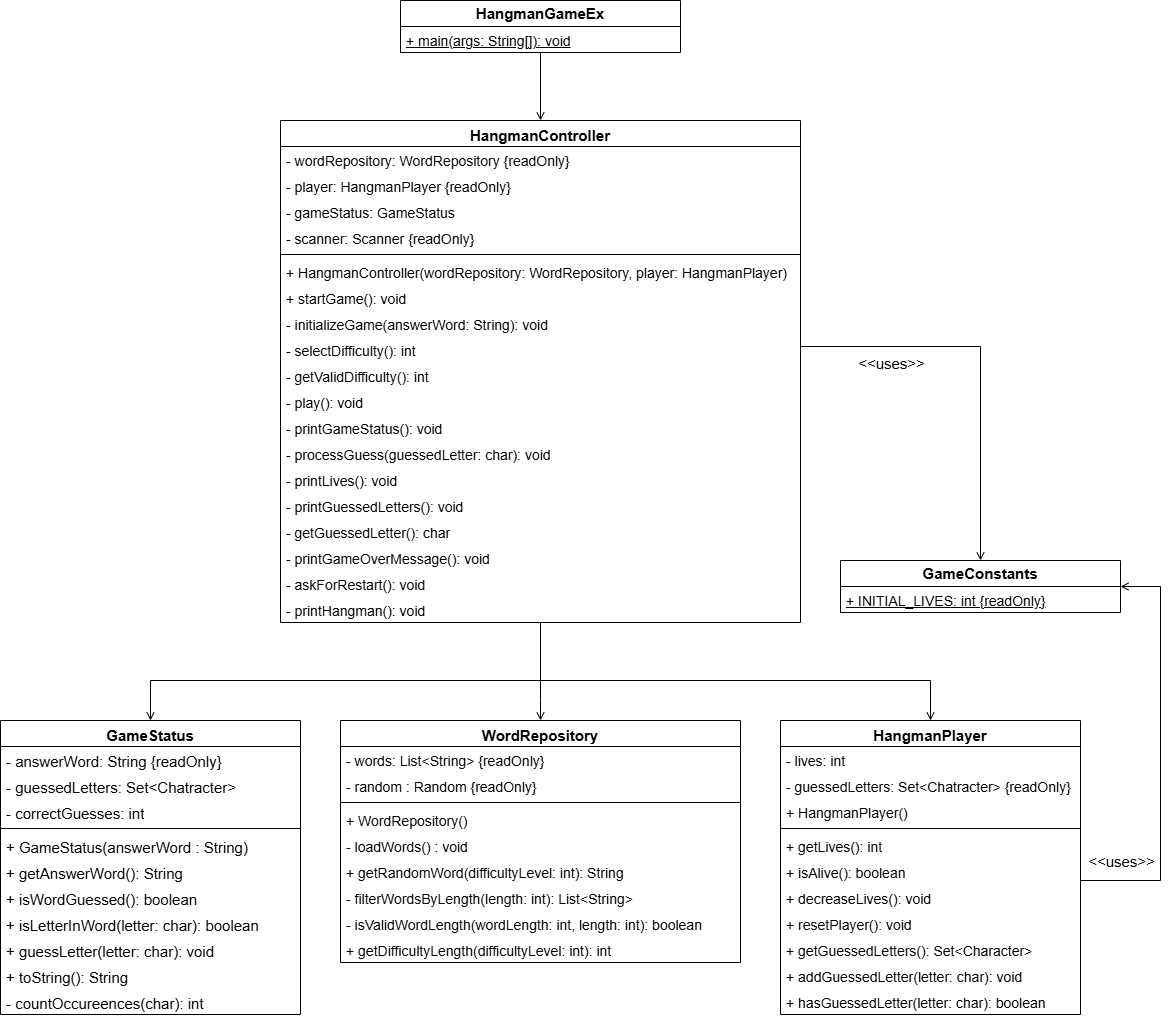 HangmanGameEx
+ main(args: String[]): void
HangmanController
- wordRepository: WordRepository {readOnly}
- player: HangmanPlayer {readOnly}
- gameStatus: GameStatus
- scanner: Scanner {readOnly}
+ HangmanController(wordRepository: WordRepository, player: HangmanPlayer)
+ startGame(): void
- initializeGame(answerWord: String): void
- selectDifficulty(): int
- getValidDifficulty(): int
- play(): void
- printGameStatus(): void
- processGuess(guessedLetter: char): void
- printLives(): void
- printGuessedLetters(): void
- getGuessedLetter(): char
- printGameOverMessage(): void
- askForRestart(): void
- printHangman(): void
<<uses>>
GameConstants
+ INITIAL_LIVES: int {readOnly}
GameStatus
- answerWord: String {readOnly}
- guessedLetters: Set<Chatracter>
- correctGuesses: int
+ GameStatus(answerWord : String)
+ getAnswerWord(): String
+ isWordGuessed(): boolean
+ isLetterInWord(letter: char): boolean
+ guessLetter(letter: char): void
+ toString(): String
- countOccureences(char): int
WordRepository
- words: List<String> {readOnly}
- random : Random {readOnly}
+ WordRepository()
- loadWords() : void
+ getRandomWord(difficultyLevel: int): String
- filterWordsByLength(length: int): List<String>
- isValidWordLength(wordLength: int, length: int): boolean
+ getDifficultyLength(difficultyLevel: int): int
HangmanPlayer
- lives: int
- guessedLetters: Set<Chatracter> {readOnly}
+ HangmanPlayer()
+ getLives(): int
+ isAlive(): boolean
+ decreaseLives(): void
+ resetPlayer(): void
+ getGuessedLetters(): Set<Character>
+ addGuessedLetter(letter: char): void
+ hasGuessedLetter(letter: char): boolean
<<uses>>